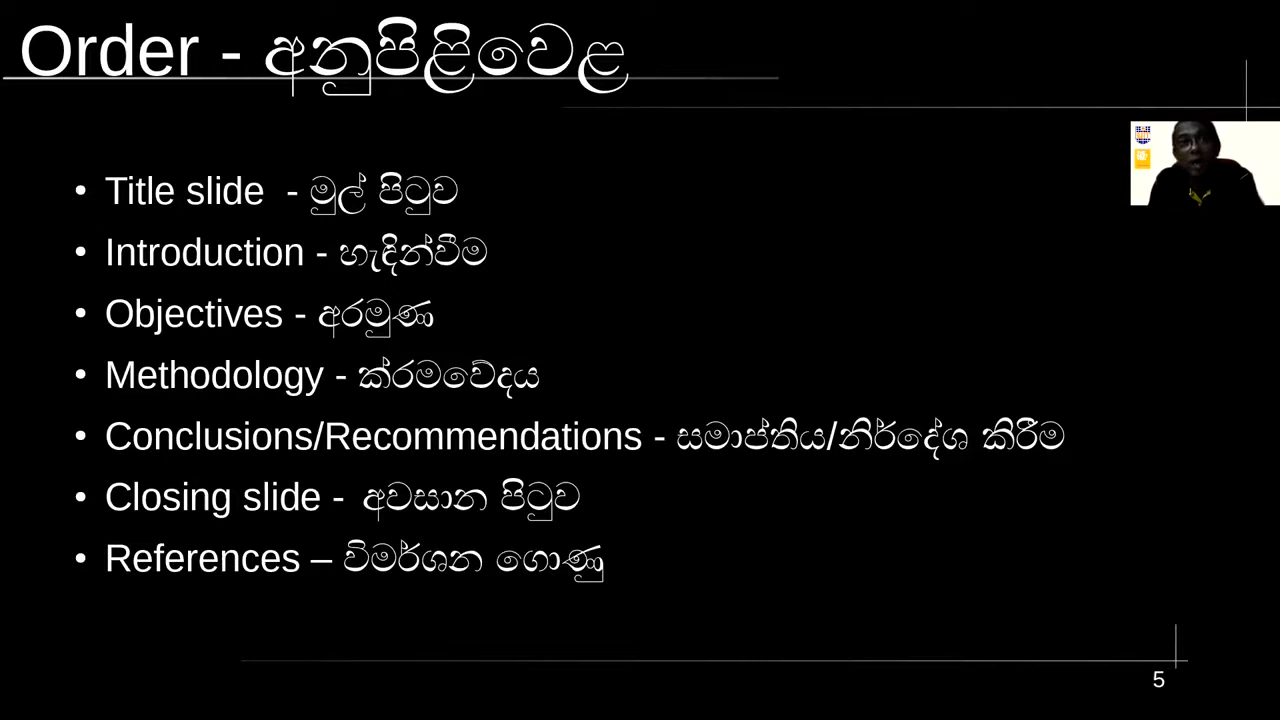 Order - අනුපිළිවෙළ
• Title slide - මුල් පිටුව
• Introduction - හැඳින්වීම
• Objectives - අරමුණ
• Methodology - ක්රමවේදය
• Conclusions/Recommendations - සමාප්තිය/නිර්දේශ කිරීම
• Closing slide - අවසාන පිටුව
• References – විමර්ශන ගොණු
5